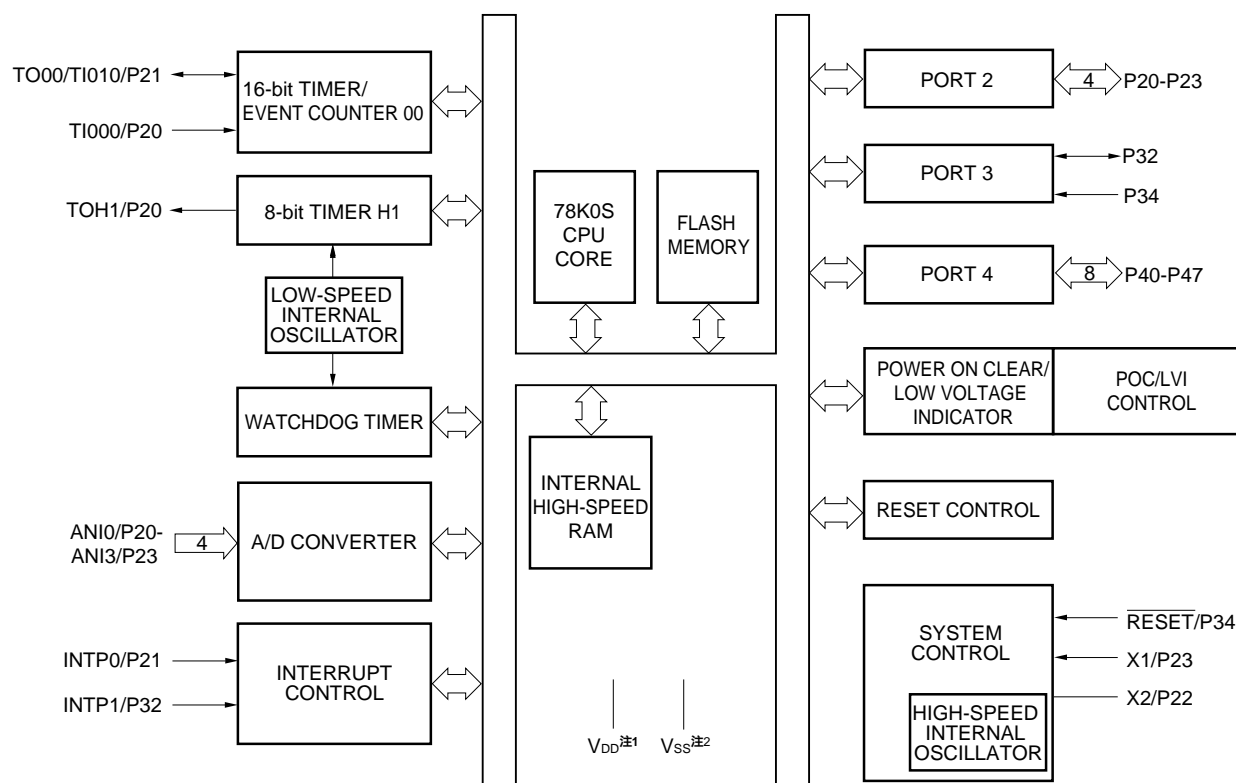 TO00/TI010/P21
TI000/P20
16-bit TIMER/
EVENT COUNTER 00
TOH1/P20
8-bit TIMER H1
LOW-SPEED
INTERNAL
OSCILLATOR
WATCHDOG TIMER
ANI0/P20-
ANI3/P23
4
A/D CONVERTER
INTP0/P21
INTP1/P32
INTERRUPT
CONTROL
78K0S
CPU
CORE
FLASH
MEMORY
INTERNAL
HIGH-SPEED
RAM
VDD注1
VSS注2
PORT 2
4
P20-P23
PORT 3
P32
P34
PORT 4
8
P40-P47
POWER ON CLEAR/
LOW VOLTAGE
INDICATOR
POC/LVI
CONTROL
RESET CONTROL
SYSTEM
CONTROL
RESET/P34
X1/P23
X2/P22
HIGH-SPEED
INTERNAL
OSCILLATOR